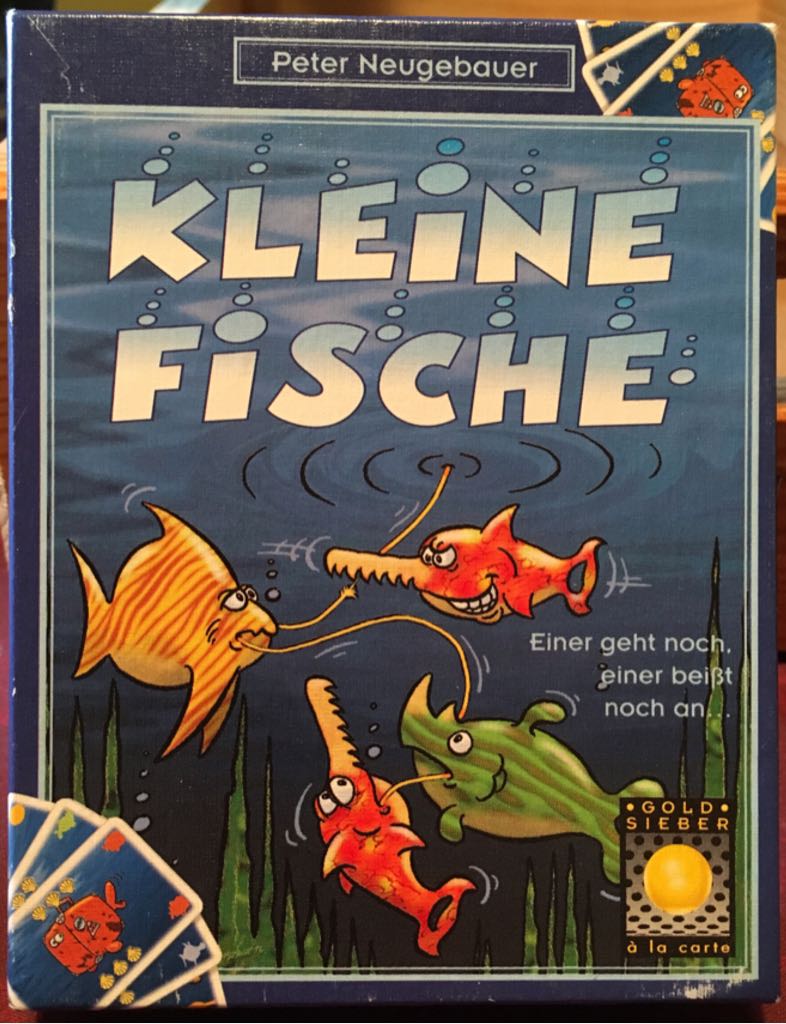 Peter Neugebauer
KLEINE
FISCHE
Einer geht noch,
einer beißt
noch an...
• GOLD •
SIEBER
à la carte